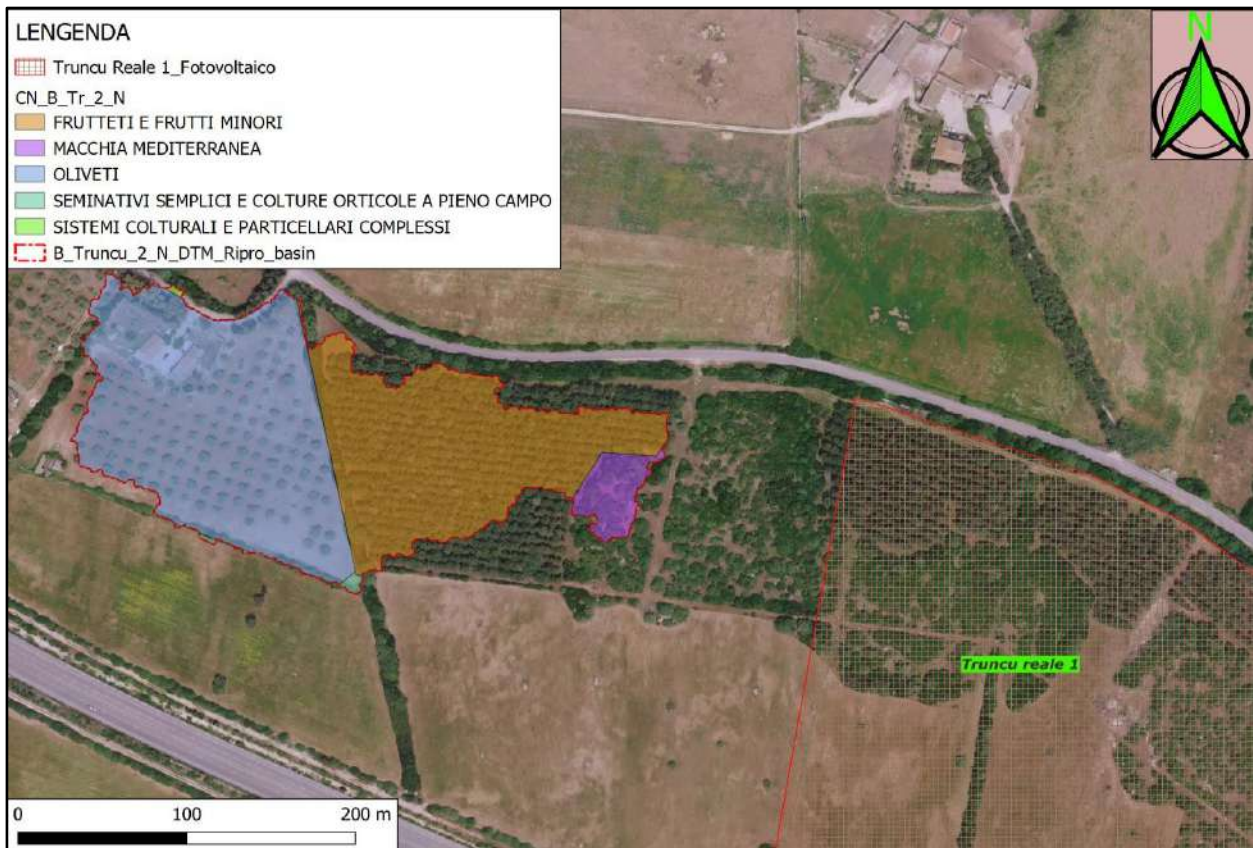 LENGENDA
Truncu Reale 1_Fotovoltaico
CN_B_Tr_2_N
FRUTTETI E FRUTTI MINORI
MACCHIA MEDITERRANEA
OLIVETI
SEMINATIVI SEMPLICI E COLTURE ORTICOLE A PIENO CAMPO
SISTEMI COLTURALI E PARTICELLARI COMPLESSI
B_Truncu_2_N_DTM_Ripro_basin
N
Truncu reale 1
0 100 200 m